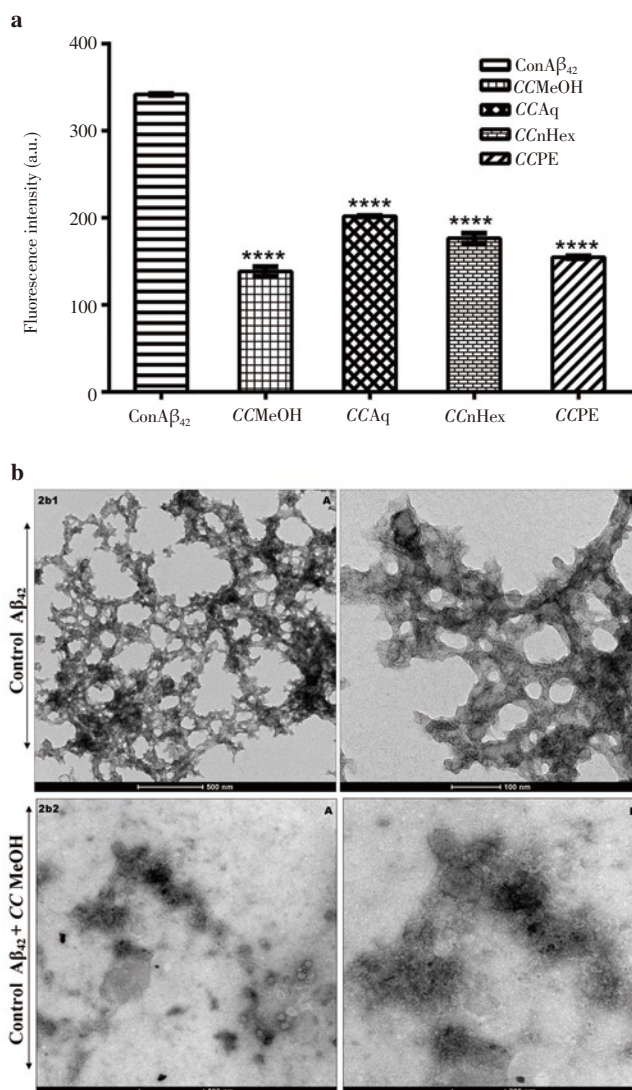 a
400
300
200
100
0
Fluorescence intensity (a.u.)
ConAβ₄₂
CCMeOH
CCAq
CCnHex
CCPE
****
****
****
****
ConAβ₄₂ CCMeOH CCAq CCnHex CCPE
b
Control Aβ₄₂
2b1 A
500 nm
100 nm
Control Aβ₄₂ + CC MeOH
2b2 A